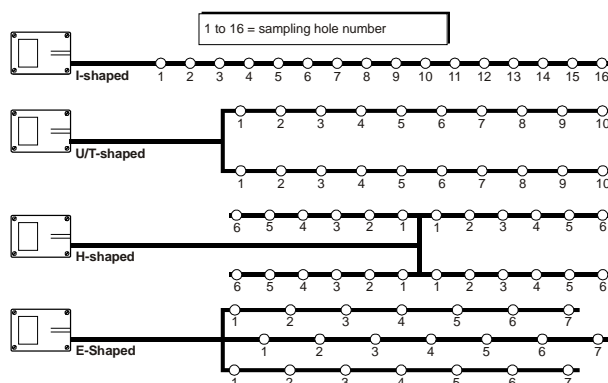 1 to 16 = sampling hole number
I-shaped
1 2 3 4 5 6 7 8 9 10 11 12 13 14 15 16
U/T-shaped
1 2 3 4 5 6 7 8 9 10
1 2 3 4 5 6 7 8 9 10
H-shaped
6 5 4 3 2 1 1 2 3 4 5 6
6 5 4 3 2 1 1 2 3 4 5 6
E-Shaped
1 2 3 4 5 6 7
1 2 3 4 5 6 7
1 2 3 4 5 6 7